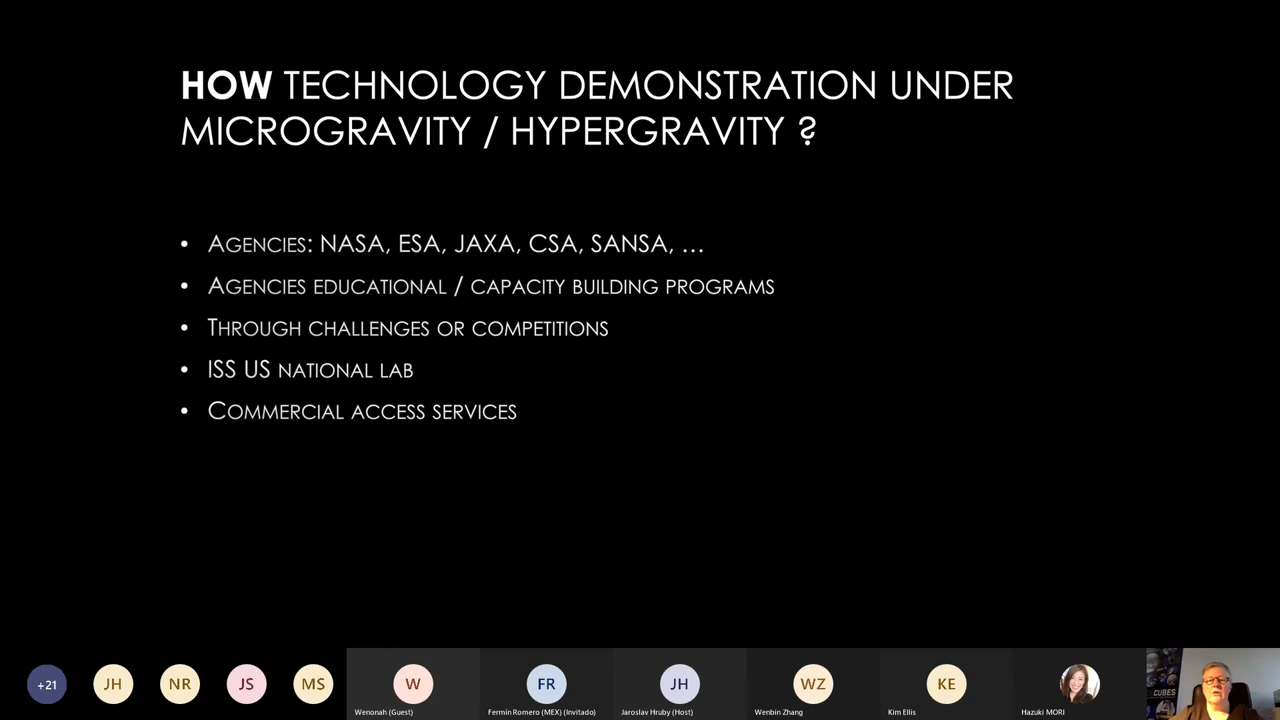 HOW TECHNOLOGY DEMONSTRATION UNDER
MICROGRAVITY / HYPERGRAVITY ?
• AGENCIES: NASA, ESA, JAXA, CSA, SANSA, …
• AGENCIES EDUCATIONAL / CAPACITY BUILDING PROGRAMS
• THROUGH CHALLENGES OR COMPETITIONS
• ISS US NATIONAL LAB
• COMMERCIAL ACCESS SERVICES
+21
JH
NR
JS
MS
W
FR
JH
WZ
KE
CUBES
Wenonah (Guest)
Fermin Romero (MEX) (Invitado)
Jaroslav Hruby (Host)
Wenbin Zhang
Kim Ellis
Hazuki MORI